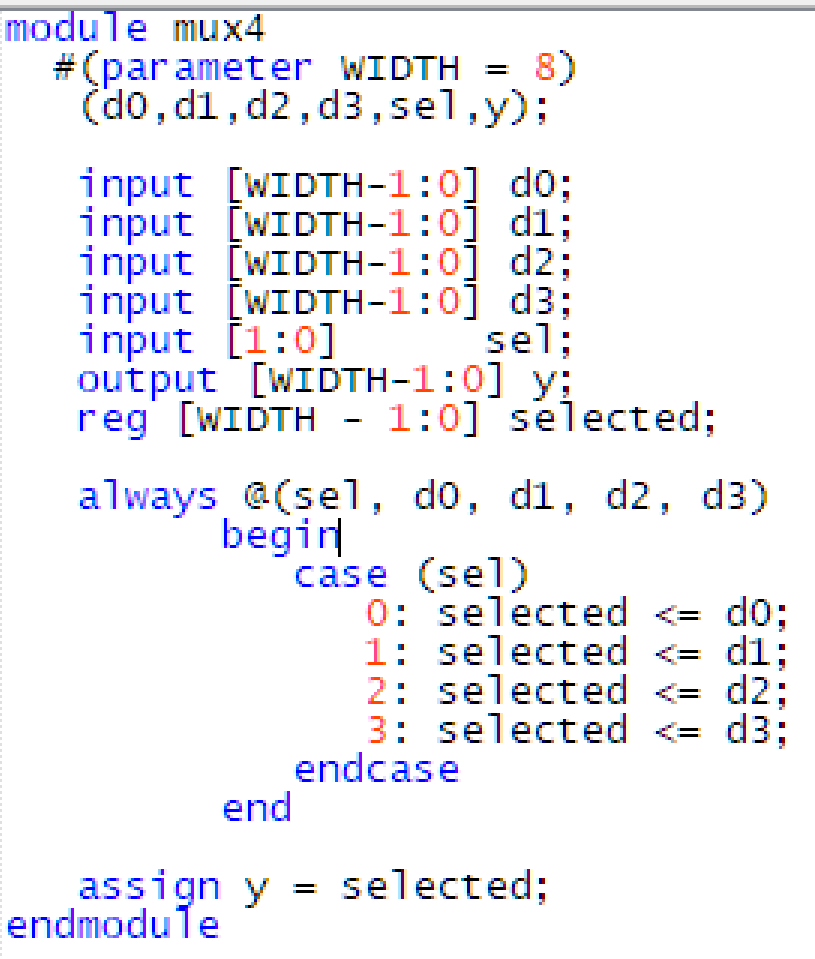 module mux4
  #(parameter WIDTH = 8)
   (d0,d1,d2,d3,sel,y);

   input [WIDTH-1:0] d0;
   input [WIDTH-1:0] d1;
   input [WIDTH-1:0] d2;
   input [WIDTH-1:0] d3;
   input [1:0]      sel;
   output [WIDTH-1:0] y;
   reg [WIDTH - 1:0] selected;

   always @(sel, d0, d1, d2, d3)
         begin
            case (sel)
               0: selected <= d0;
               1: selected <= d1;
               2: selected <= d2;
               3: selected <= d3;
            endcase
         end

   assign y = selected;
endmodule